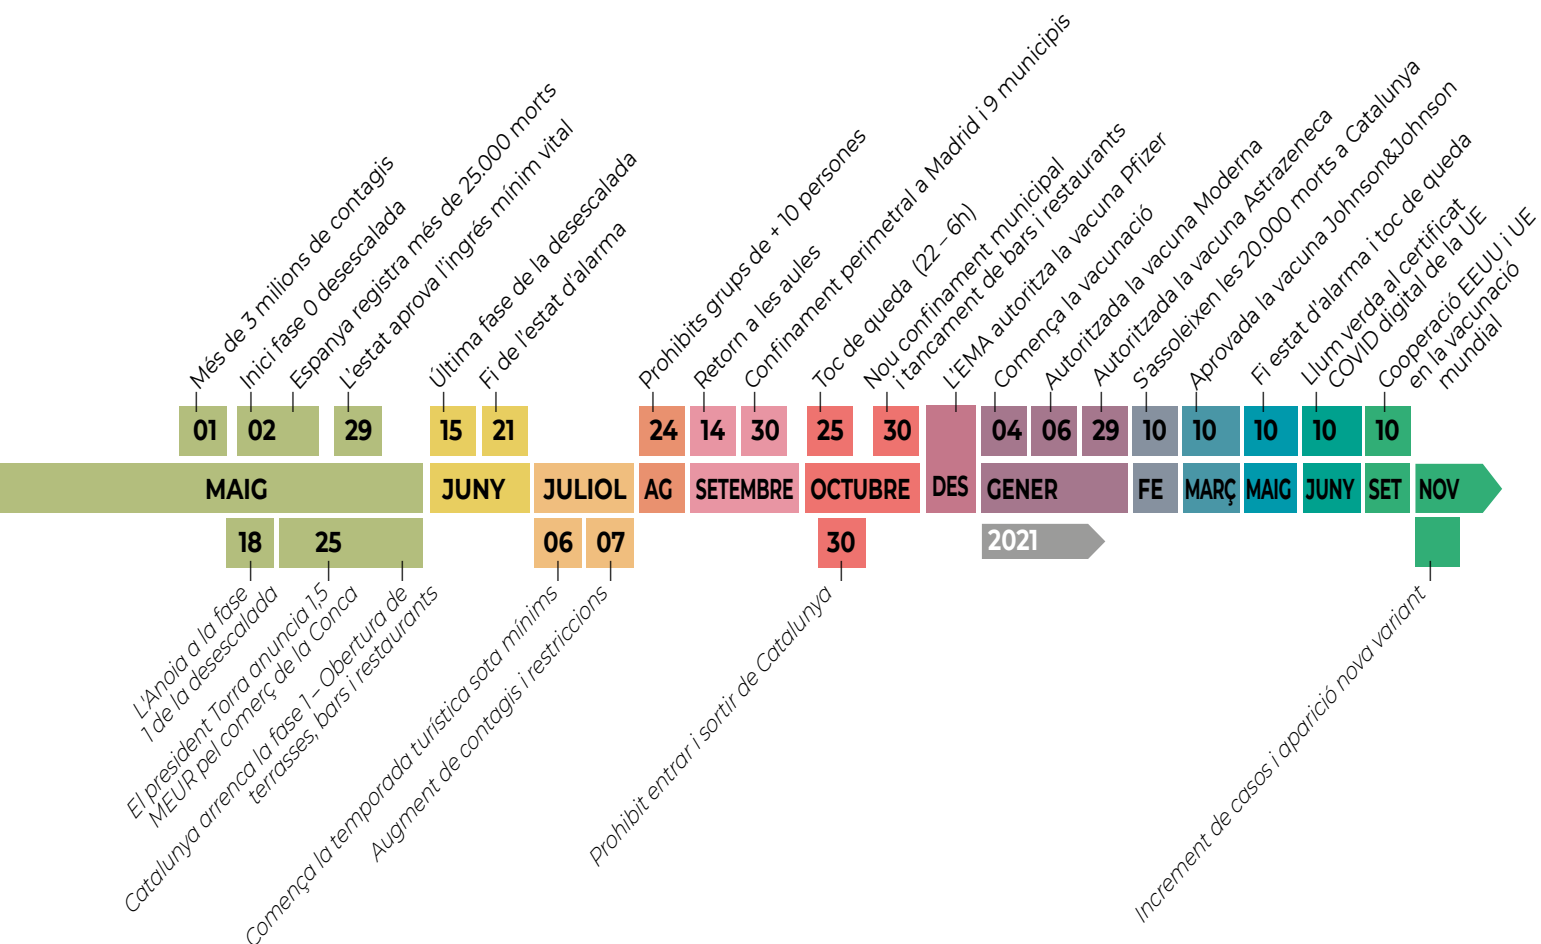 Més de 3 milions de contagis
Inici fase 0 desescalada
Espanya registra més de 25.000 morts
L'estat aprova l'ingrés mínim vital
Última fase de la desescalada
Fi de l'estat d'alarma
Prohibits grups de + 10 persones
Retorn a les aules
Confinament perimetral a Madrid i 9 municipis
Toc de queda (22 – 6h)
Nou confinament municipal
i tancament de bars i restaurants
L'EMA autoritza la vacuna Pfizer
Comença la vacunació
Autoritzada la vacuna Moderna
Autoritzada la vacuna Astrazeneca
S'assoleixen les 20.000 morts a Catalunya
Aprovada la vacuna Johnson&Johnson
Fi estat d'alarma i toc de queda
Llum verda al certificat
COVID digital de la UE
Cooperació EEUU i UE
en la vacunació
mundial
01 02 29 15 21 24 14 30 25 30 04 06 29 10 10 10 10 10
MAIG JUNY JULIOL AG SETEMBRE OCTUBRE DES GENER FE MARÇ MAIG JUNY SET NOV
18 25 06 07 30 2021
L'Anoia a la fase
1 de la desescalada
El president Torra anuncia 1,5
MEUR pel comerç de la Conca
Catalunya arrenca la fase 1 – Obertura de
terrasses, bars i restaurants
Comença la temporada turística sota mínims
Augment de contagis i restriccions
Prohibit entrar i sortir de Catalunya
Increment de casos i aparició nova variant